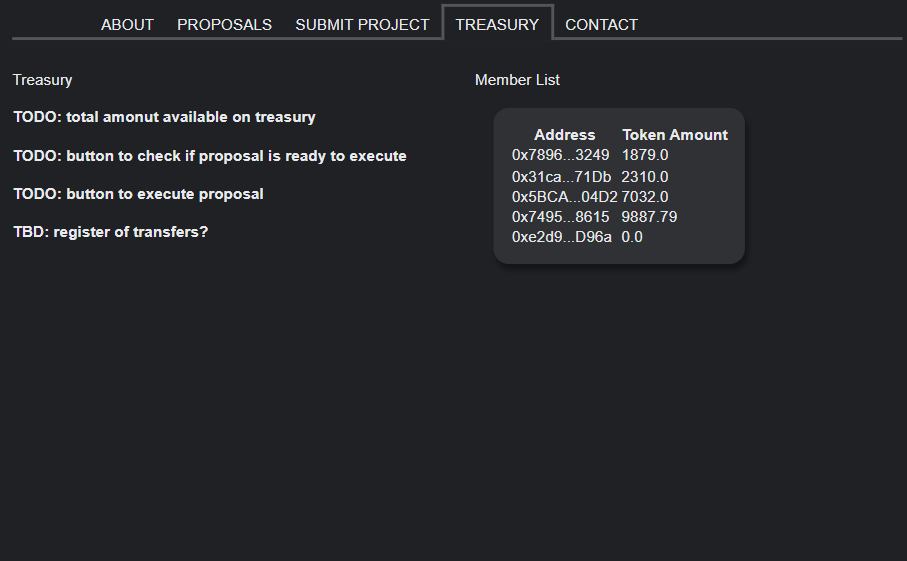 ABOUT PROPOSALS SUBMIT PROJECT TREASURY CONTACT
Treasury
TODO: total amonut available on treasury
TODO: button to check if proposal is ready to execute
TODO: button to execute proposal
TBD: register of transfers?
Member List
Address Token Amount
0x7896...3249 1879.0
0x31ca...71Db 2310.0
0x5BCA...04D2 7032.0
0x7495...8615 9887.79
0xe2d9...D96a 0.0